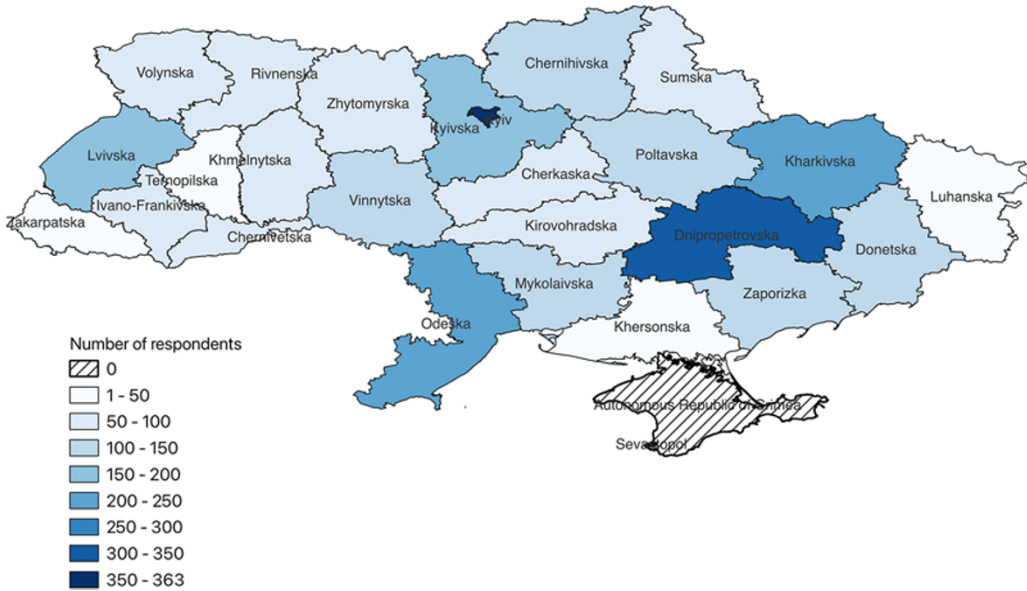 Volynska
Rivnenska
Zhytomyrska
Chernihivska
Sumska
Kyivska
Kyiv
Lvivska
Khmelnytska
Ternopilska
Ivano-Frankivska
Zakarpatska
Chernivetska
Vinnytska
Cherkaska
Poltavska
Kharkivska
Luhanska
Kirovohradska
Dnipropetrovska
Donetska
Mykolaivska
Zaporizka
Odeska
Khersonska
Autonomous Republic of Crimea
Sevastopol
Number of respondents
0
1 - 50
50 - 100
100 - 150
150 - 200
200 - 250
250 - 300
300 - 350
350 - 363